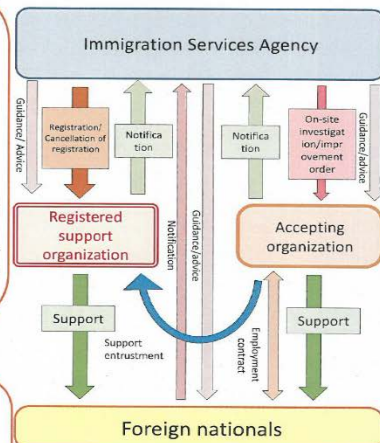 Immigration Services Agency
Guidance/ Advice
Registration/
Cancellation of
registration
Notifica
tion
Notifica
tion
On-site
investigat
ion/impr
ovement
order
Guidance/advice
Registered
support
organization
Notification
Guidance/advice
Accepting
organization
Support
Support
entrustment
Employment
contract
Support
Foreign nationals